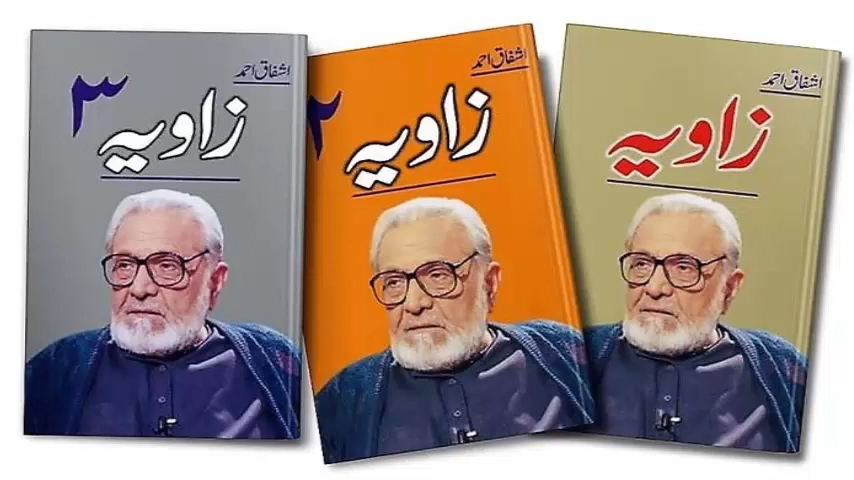 اشفاق احمد
زاویہ
اشفاق احمد
زاویہ ۲
اشفاق احمد
زاویہ ۳